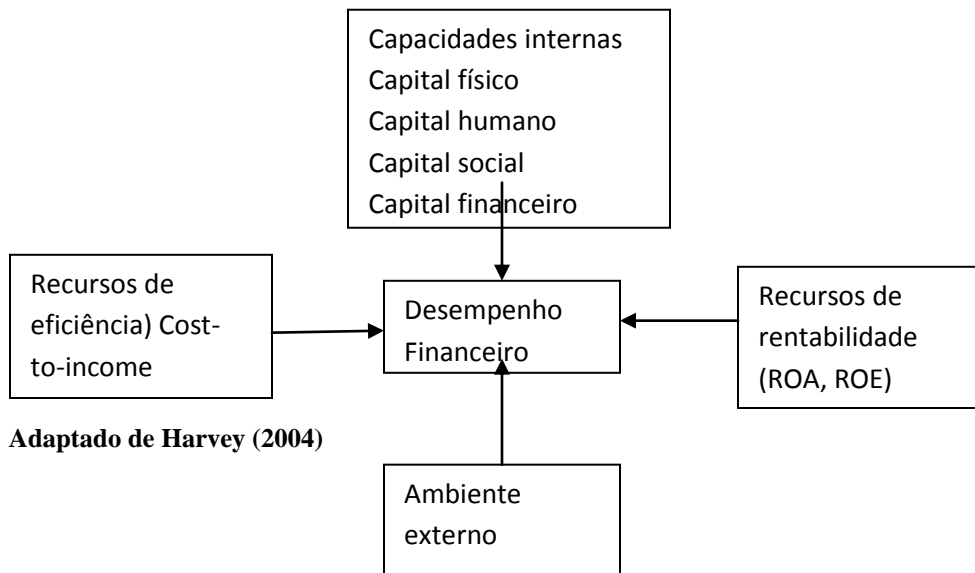 Capacidades internas
Capital físico
Capital humano
Capital social
Capital financeiro
Recursos de
eficiência) Cost-
to-income
Desempenho
Financeiro
Recursos de
rentabilidade
(ROA, ROE)
Adaptado de Harvey (2004)
Ambiente
externo